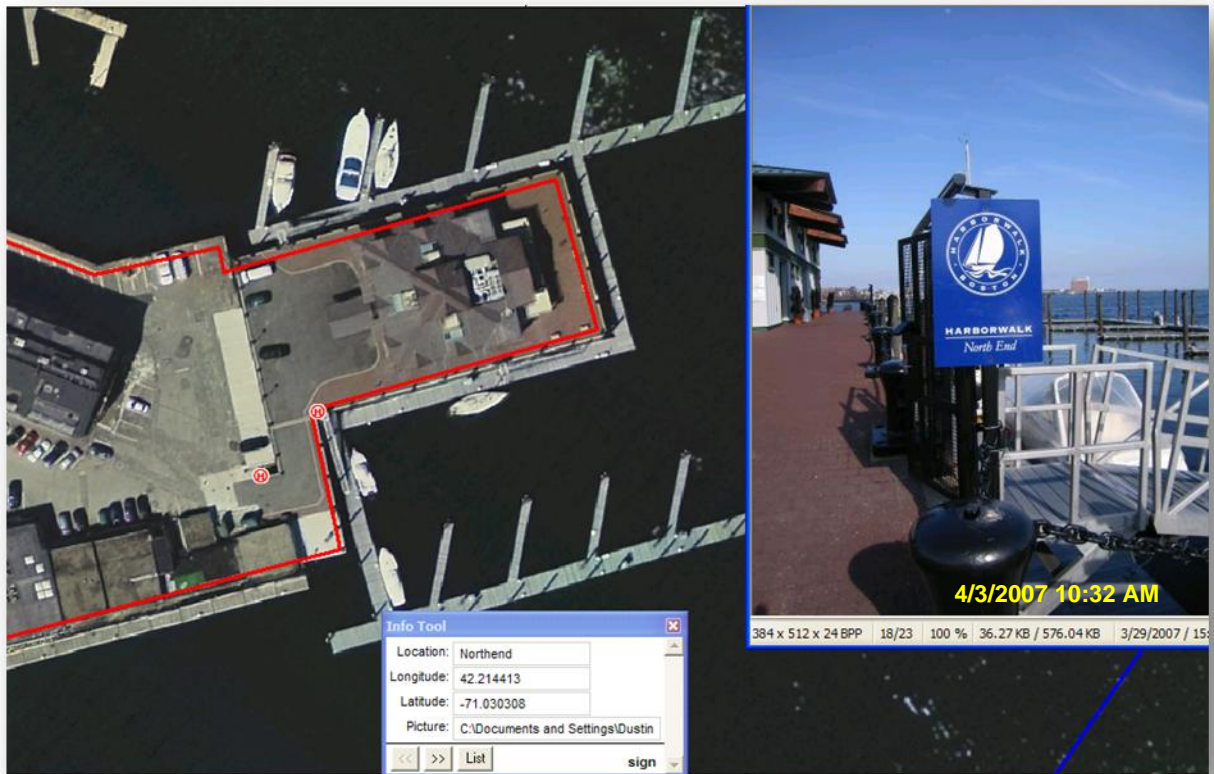 H
H
HARBORWALK
BOSTON
HARBORWALK
North End
4/3/2007 10:32 AM
384 x 512 x 24 BPP 18/23 100 % 36.27 KB / 576.04 KB 3/29/2007 / 15:
Info Tool
Location: Northend
Longitude: 42.214413
Latitude: -71.030308
Picture: C:\Documents and Settings\Dustin
<< >> List sign